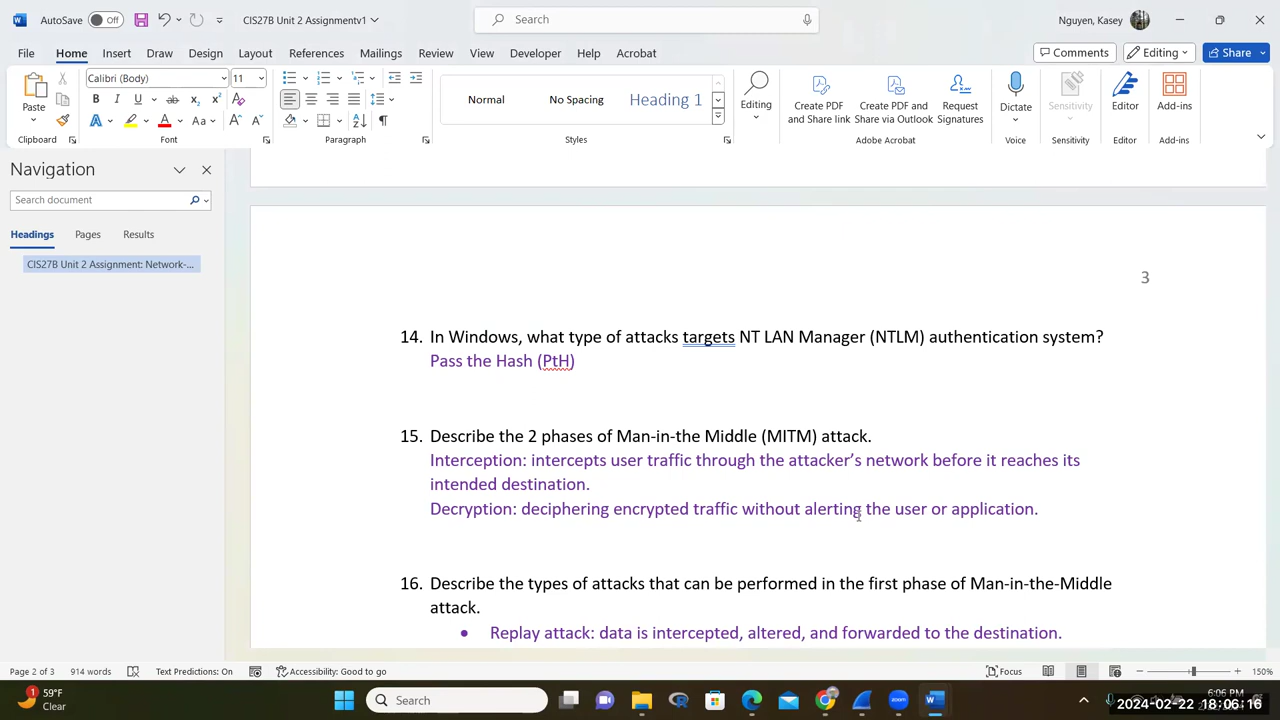 AutoSave Off CIS27B Unit 2 Assignmentv1 Search Nguyen, Kasey
File Home Insert Draw Design Layout References Mailings Review View Developer Help Acrobat Comments Editing Share
Calibri (Body) 11
Paste Normal No Spacing Heading 1 Editing Create PDF and Share link Create PDF and Share via Outlook Request Signatures Dictate Sensitivity Editor Add-ins
Clipboard Font Paragraph Styles Adobe Acrobat Voice Sensitivity Editor Add-ins
Navigation
Search document
Headings Pages Results
CIS27B Unit 2 Assignment: Network-...
3
14. In Windows, what type of attacks targets NT LAN Manager (NTLM) authentication system?
Pass the Hash (PtH)
15. Describe the 2 phases of Man-in-the Middle (MITM) attack.
Interception: intercepts user traffic through the attacker’s network before it reaches its
intended destination.
Decryption: deciphering encrypted traffic without alerting the user or application.
16. Describe the types of attacks that can be performed in the first phase of Man-in-the-Middle
attack.
• Replay attack: data is intercepted, altered, and forwarded to the destination.
Page 2 of 3 914 words Text Predictions: On Accessibility: Good to go Focus 150%
59°F
Clear
Search
6:06 PM
2024-02-22 18:06:16